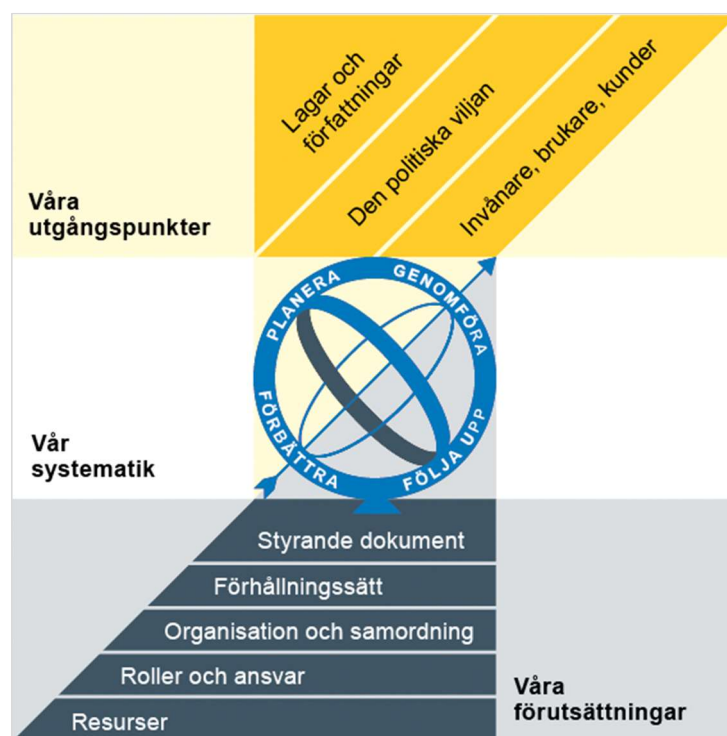 Lagar och
författningar
Den politiska viljan
Invånare, brukare, kunder
Våra
utgångspunkter
PLANERA
GENOMFÖRA
FÖRBÄTTRA
FÖLJA UPP
Vår
systematik
Styrande dokument
Förhållningssätt
Organisation och samordning
Roller och ansvar
Resurser
Våra
förutsättningar